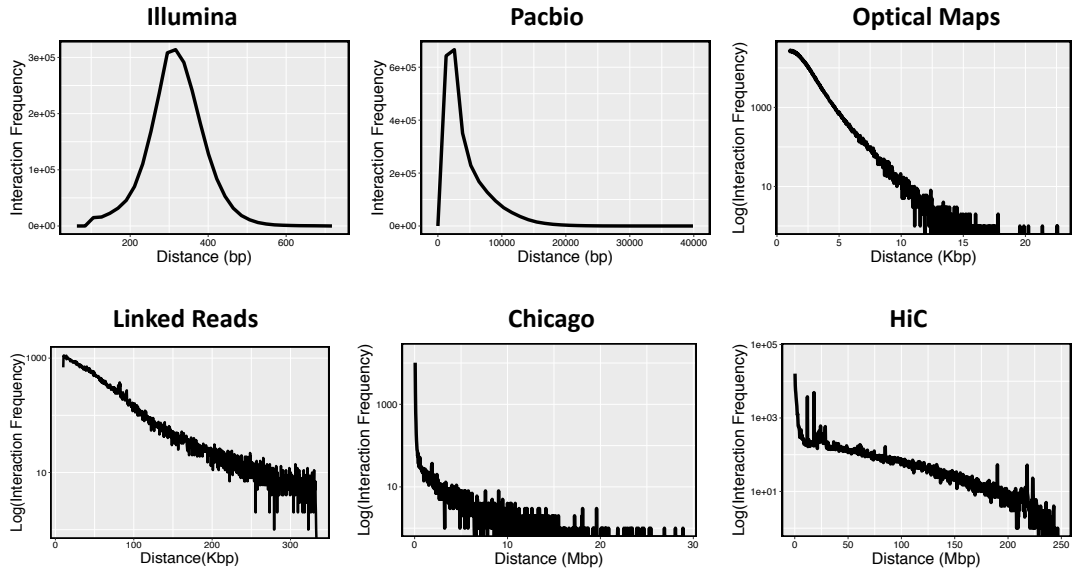 Illumina
Interaction Frequency
3e+05
2e+05
1e+05
0e+00
200
400
600
Distance (bp)
Pacbio
Interaction Frequency
6e+05
4e+05
2e+05
0e+00
0
10000
20000
30000
40000
Distance (bp)
Optical Maps
Log(Interaction Frequency)
1000
10
0
5
10
15
20
Distance (Kbp)
Linked Reads
Log(Interaction Frequency)
1000
10
0
100
200
300
Distance(Kbp)
Chicago
Log(Interaction Frequency)
1000
10
0
10
20
30
Distance (Mbp)
HiC
Log(Interaction Frequency)
1e+05
1e+03
1e+01
0
50
100
150
200
250
Distance (Mbp)